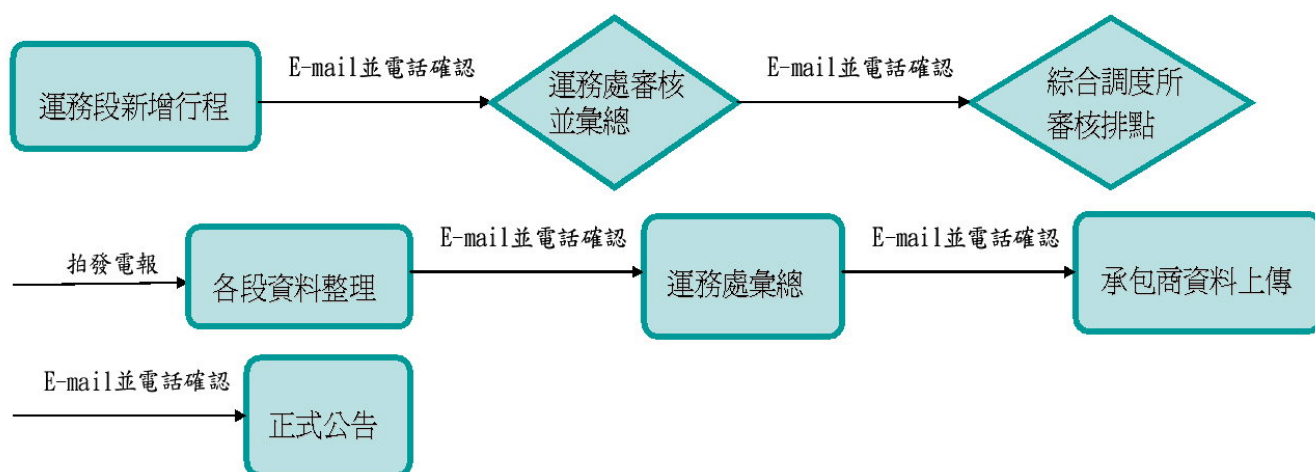 E-mail並電話確認
E-mail並電話確認
運務段新增行程
運務處審核
並彙總
綜合調度所
審核排點
拍發電報
各段資料整理
E-mail並電話確認
運務處彙總
E-mail並電話確認
承包商資料上傳
E-mail並電話確認
正式公告